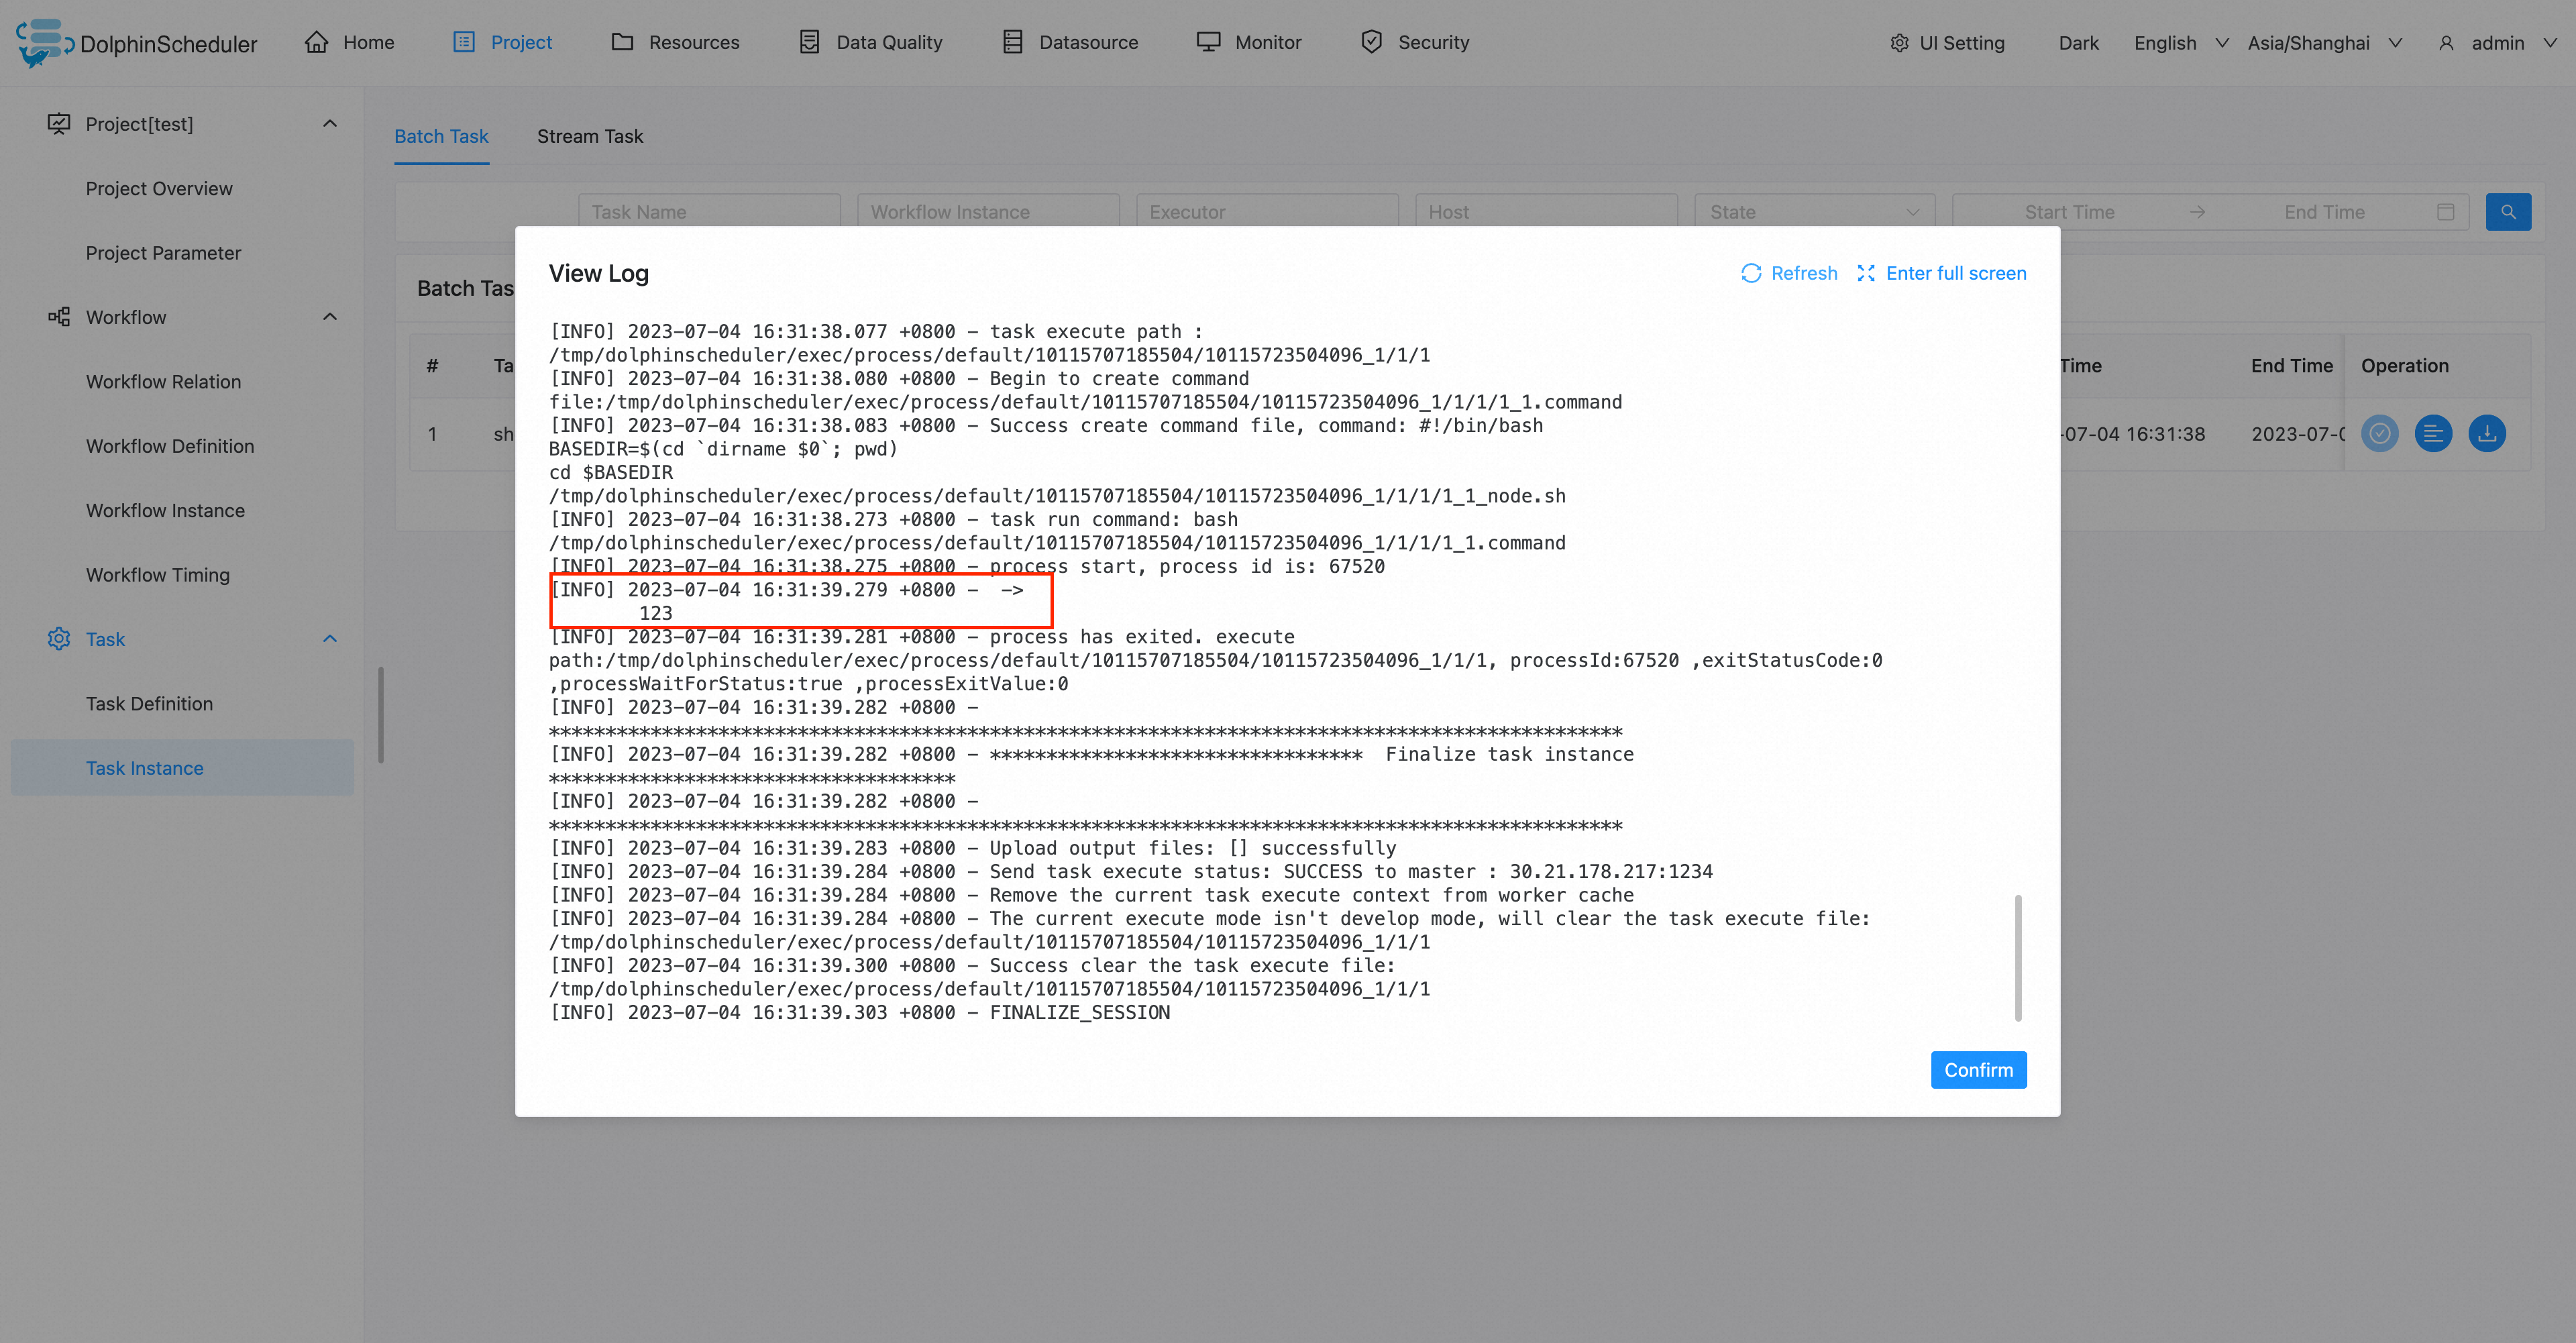 DolphinScheduler
Home
Project
Resources
Data Quality
Datasource
Monitor
Security
UI Setting
Dark
English
Asia/Shanghai
admin
Project[test]
Project Overview
Project Parameter
Workflow
Workflow Relation
Workflow Definition
Workflow Instance
Workflow Timing
Task
Task Definition
Task Instance
Batch Task
Stream Task
Task Name
Workflow Instance
Executor
Host
State
Start Time
End Time
Batch Tas
#
Ta
Time
End Time
Operation
1
sh
-07-04 16:31:38
2023-07-0
View Log
Refresh
Enter full screen
[INFO] 2023-07-04 16:31:38.077 +0800 - task execute path :
/tmp/dolphinscheduler/exec/process/default/10115707185504/10115723504096_1/1/1
[INFO] 2023-07-04 16:31:38.080 +0800 - Begin to create command
file:/tmp/dolphinscheduler/exec/process/default/10115707185504/10115723504096_1/1/1/1_1.command
[INFO] 2023-07-04 16:31:38.083 +0800 - Success create command file, command: #!/bin/bash
BASEDIR=$(cd `dirname $0`; pwd)
cd $BASEDIR
/tmp/dolphinscheduler/exec/process/default/10115707185504/10115723504096_1/1/1/1_1_node.sh
[INFO] 2023-07-04 16:31:38.273 +0800 - task run command: bash
/tmp/dolphinscheduler/exec/process/default/10115707185504/10115723504096_1/1/1/1_1.command
[INFO] 2023-07-04 16:31:38.275 +0800 - process start, process id is: 67520
[INFO] 2023-07-04 16:31:39.279 +0800 -  ->
123
[INFO] 2023-07-04 16:31:39.281 +0800 - process has exited. execute
path:/tmp/dolphinscheduler/exec/process/default/10115707185504/10115723504096_1/1/1, processId:67520 ,exitStatusCode:0
,processWaitForStatus:true ,processExitValue:0
[INFO] 2023-07-04 16:31:39.282 +0800 -
***********************************************************************************************
[INFO] 2023-07-04 16:31:39.282 +0800 - *********************************  Finalize task instance
************************************
[INFO] 2023-07-04 16:31:39.282 +0800 -
***********************************************************************************************
[INFO] 2023-07-04 16:31:39.283 +0800 - Upload output files: [] successfully
[INFO] 2023-07-04 16:31:39.284 +0800 - Send task execute status: SUCCESS to master : 30.21.178.217:1234
[INFO] 2023-07-04 16:31:39.284 +0800 - Remove the current task execute context from worker cache
[INFO] 2023-07-04 16:31:39.284 +0800 - The current execute mode isn't develop mode, will clear the task execute file:
/tmp/dolphinscheduler/exec/process/default/10115707185504/10115723504096_1/1/1
[INFO] 2023-07-04 16:31:39.300 +0800 - Success clear the task execute file:
/tmp/dolphinscheduler/exec/process/default/10115707185504/10115723504096_1/1/1
[INFO] 2023-07-04 16:31:39.303 +0800 - FINALIZE_SESSION
Confirm